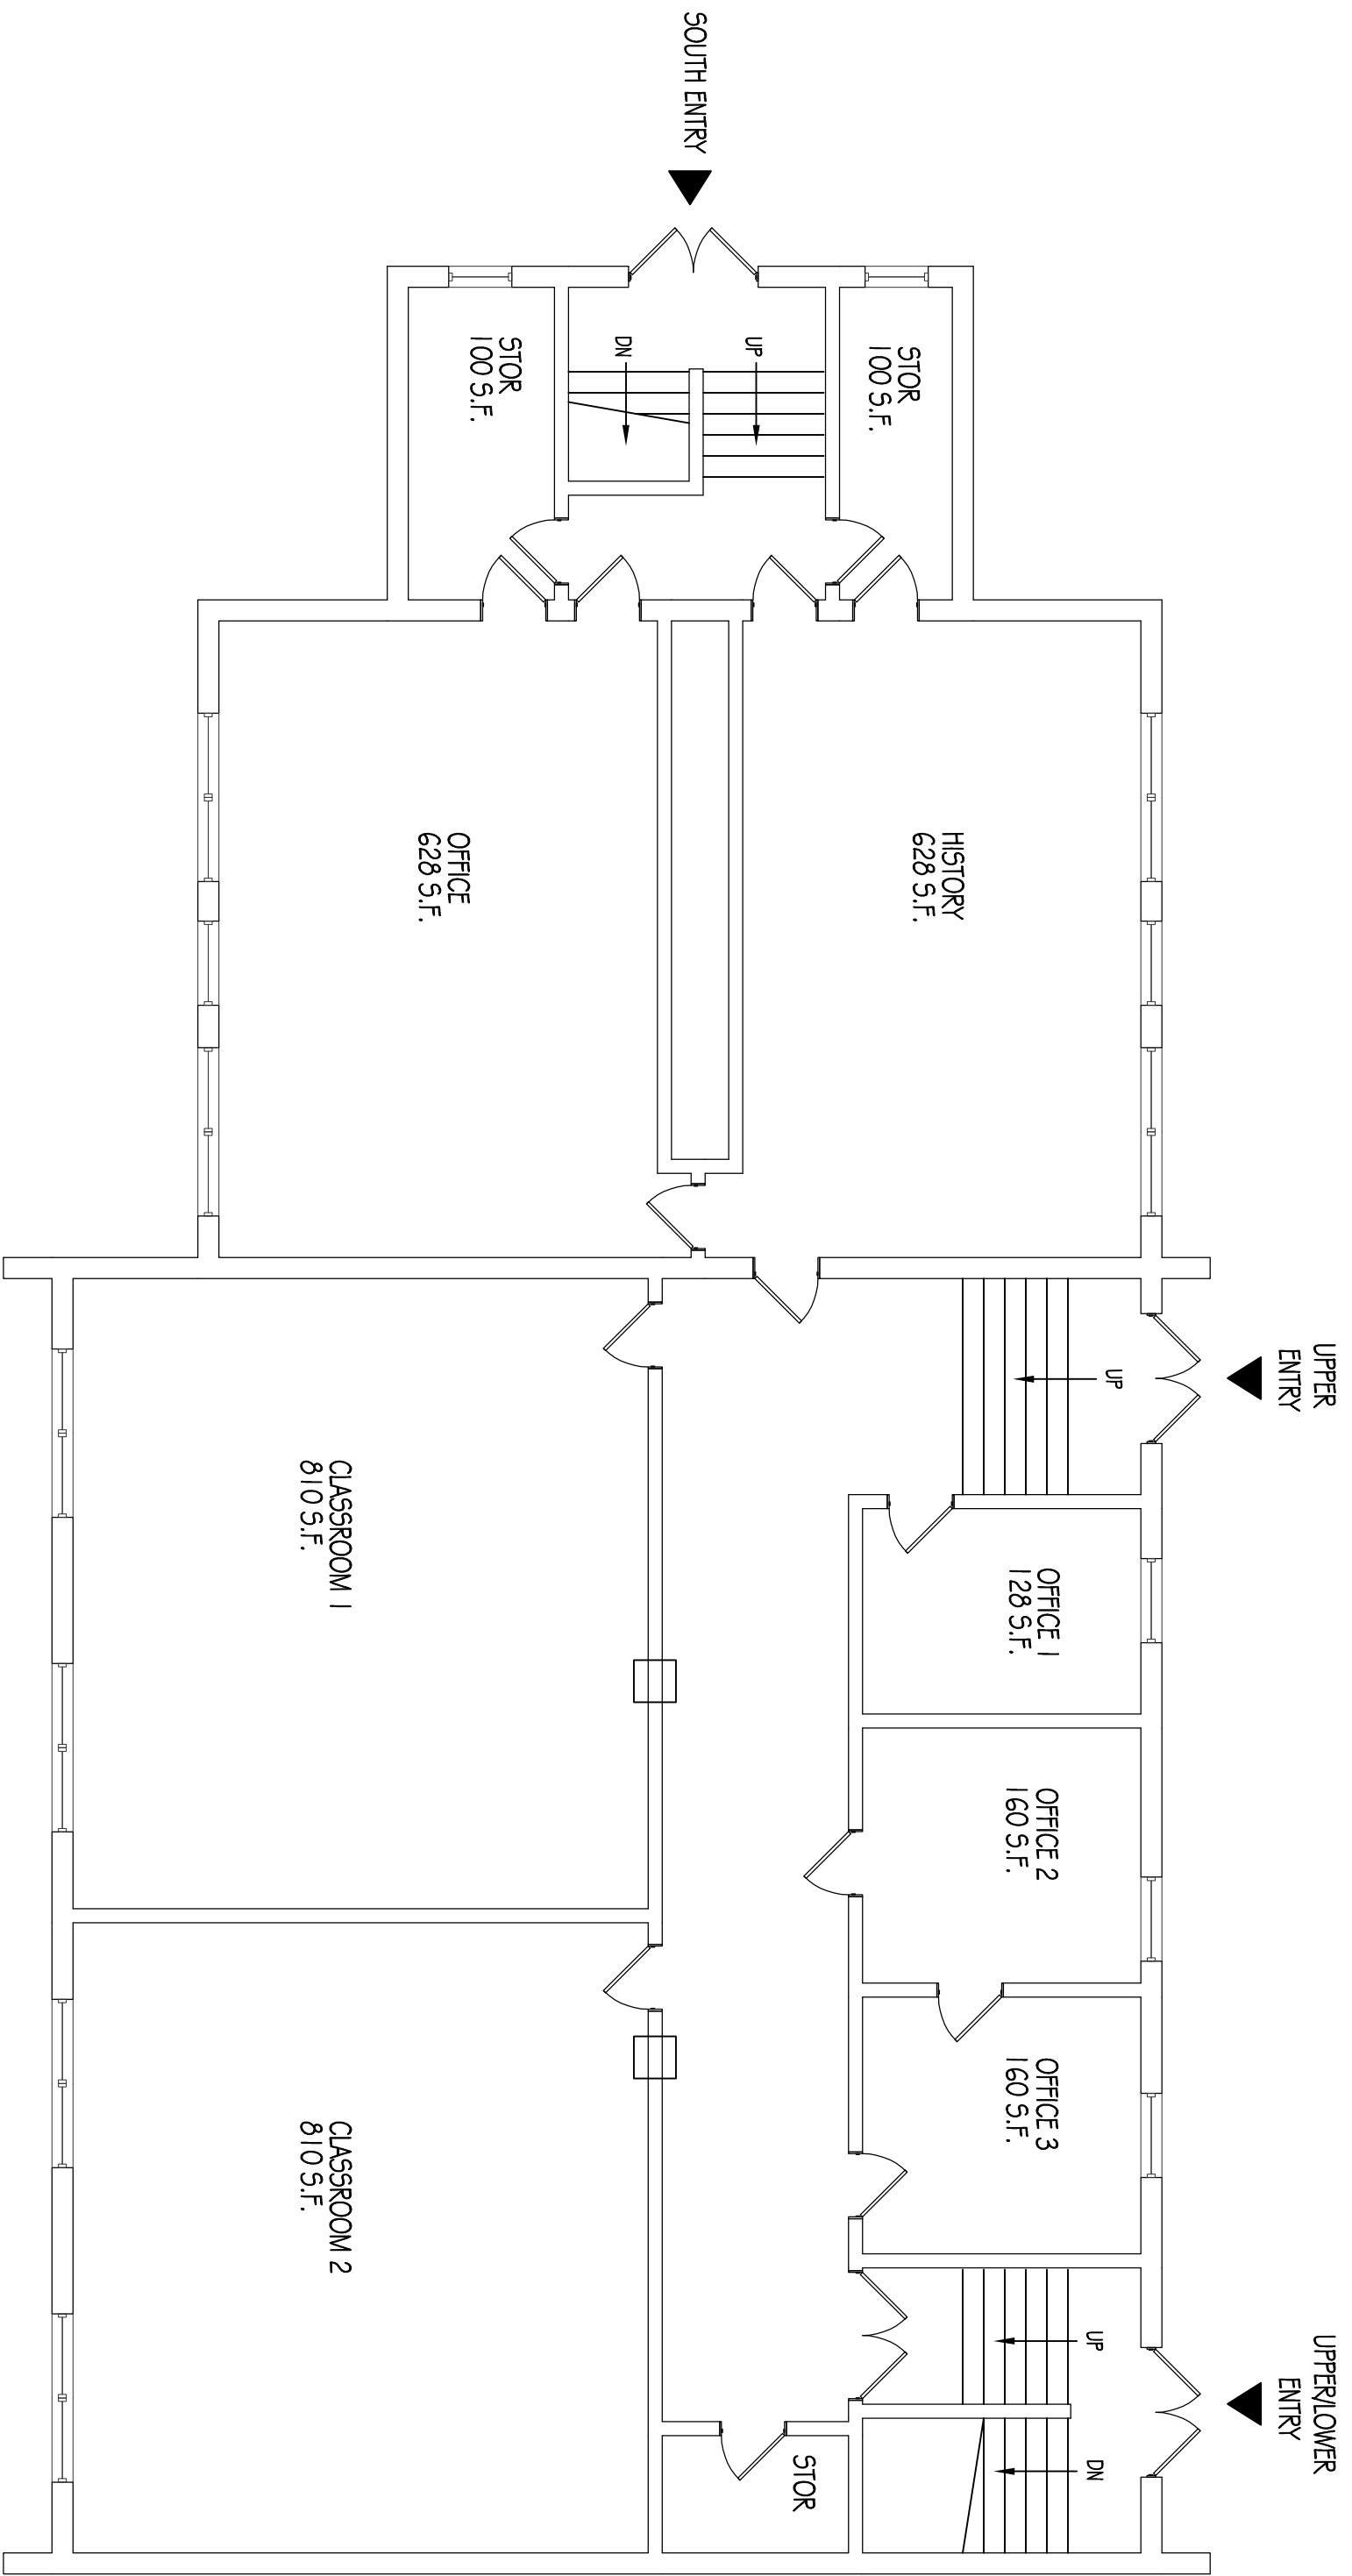 SOUTH ENTRY
STOR
100 S.F.
DN
UP
STOR
100 S.F.
OFFICE
628 S.F.
HISTORY
628 S.F.
UPPER
ENTRY
UP
CLASSROOM 1
810 S.F.
OFFICE 1
128 S.F.
OFFICE 2
160 S.F.
OFFICE 3
160 S.F.
CLASSROOM 2
810 S.F.
UP
DN
STOR
UPPER/LOWER
ENTRY